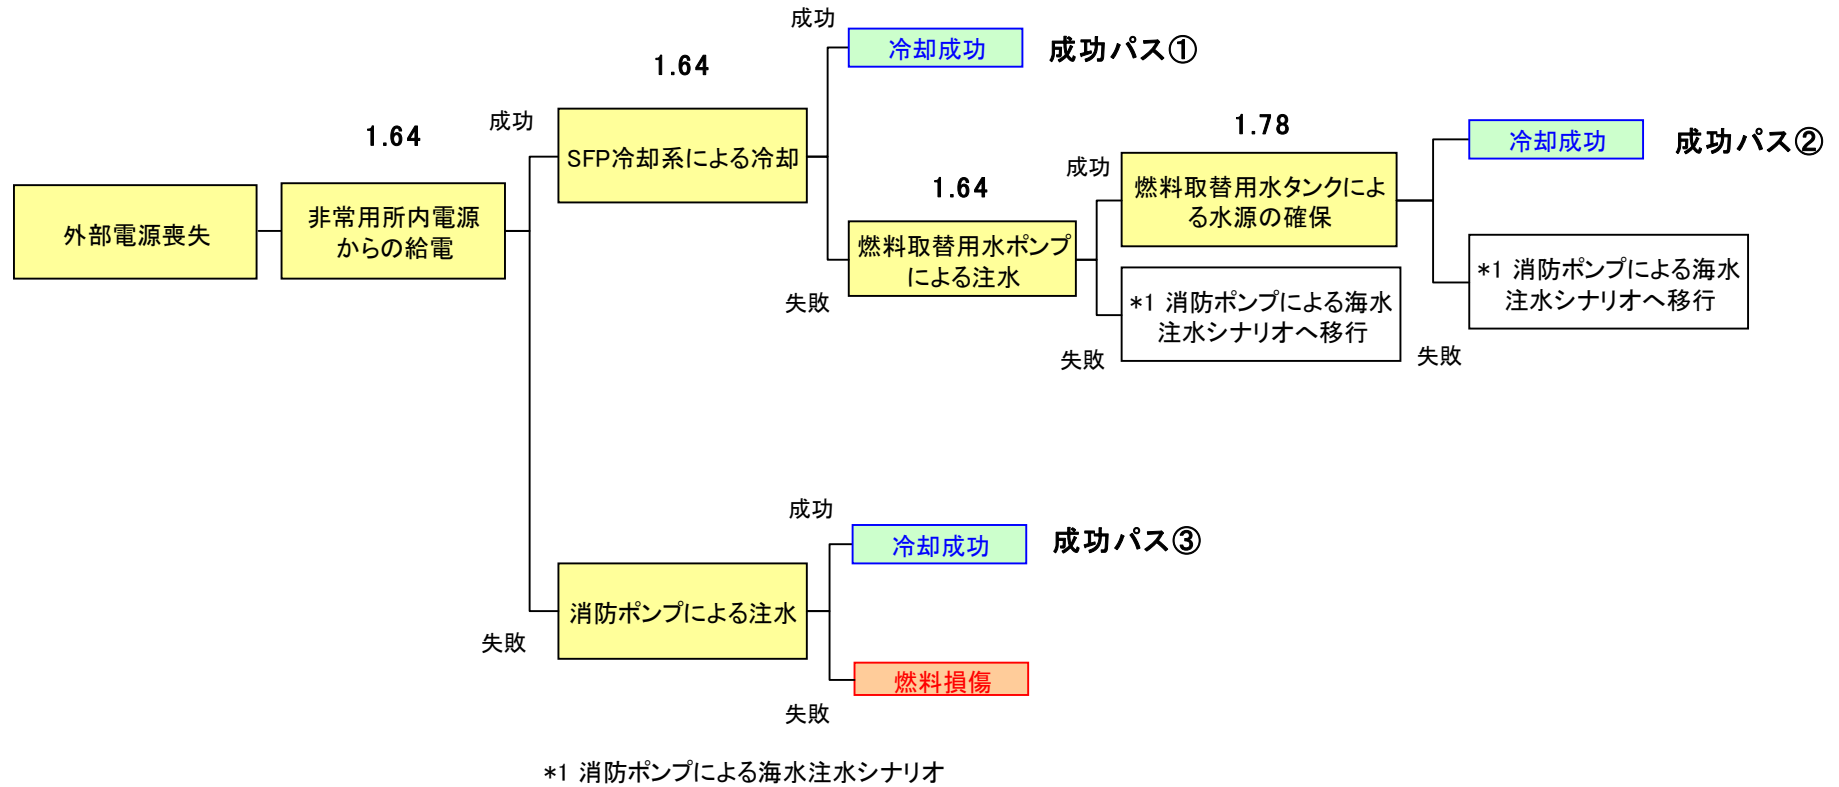 外部電源喪失
1.64
非常用所内電源
からの給電
成功
失敗
1.64
SFP冷却系による冷却
成功
冷却成功
成功パス①
失敗
1.64
燃料取替用水ポンプ
による注水
成功
失敗
1.78
燃料取替用水タンクによ
る水源の確保
*1 消防ポンプによる海水
注水シナリオへ移行
冷却成功
成功パス②
*1 消防ポンプによる海水
注水シナリオへ移行
失敗
消防ポンプによる注水
成功
冷却成功
成功パス③
燃料損傷
失敗
*1 消防ポンプによる海水注水シナリオ